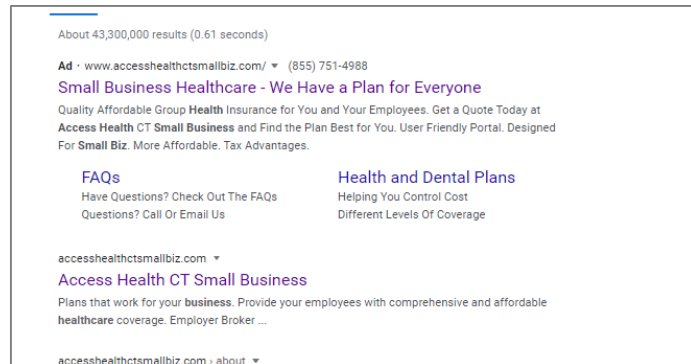 About 43,300,000 results (0.61 seconds)
Ad · www.accesshealthctsmallbiz.com/ ▼ (855) 751-4988
Small Business Healthcare - We Have a Plan for Everyone
Quality Affordable Group Health Insurance for You and Your Employees. Get a Quote Today at
Access Health CT Small Business and Find the Plan Best for You. User Friendly Portal. Designed
For Small Biz. More Affordable. Tax Advantages.
FAQs
Have Questions? Check Out The FAQs
Questions? Call Or Email Us
Health and Dental Plans
Helping You Control Cost
Different Levels Of Coverage
accesshealthctsmallbiz.com ▼
Access Health CT Small Business
Plans that work for your business. Provide your employees with comprehensive and affordable
healthcare coverage. Employer Broker ...
accesshealthctsmallbiz.com › about ▼